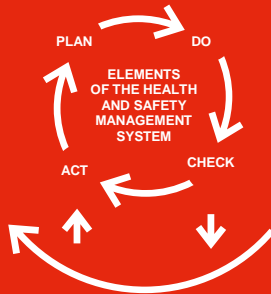 PLAN
DO
ELEMENTS
OF THE HEALTH
AND SAFETY
MANAGEMENT
SYSTEM
ACT
CHECK